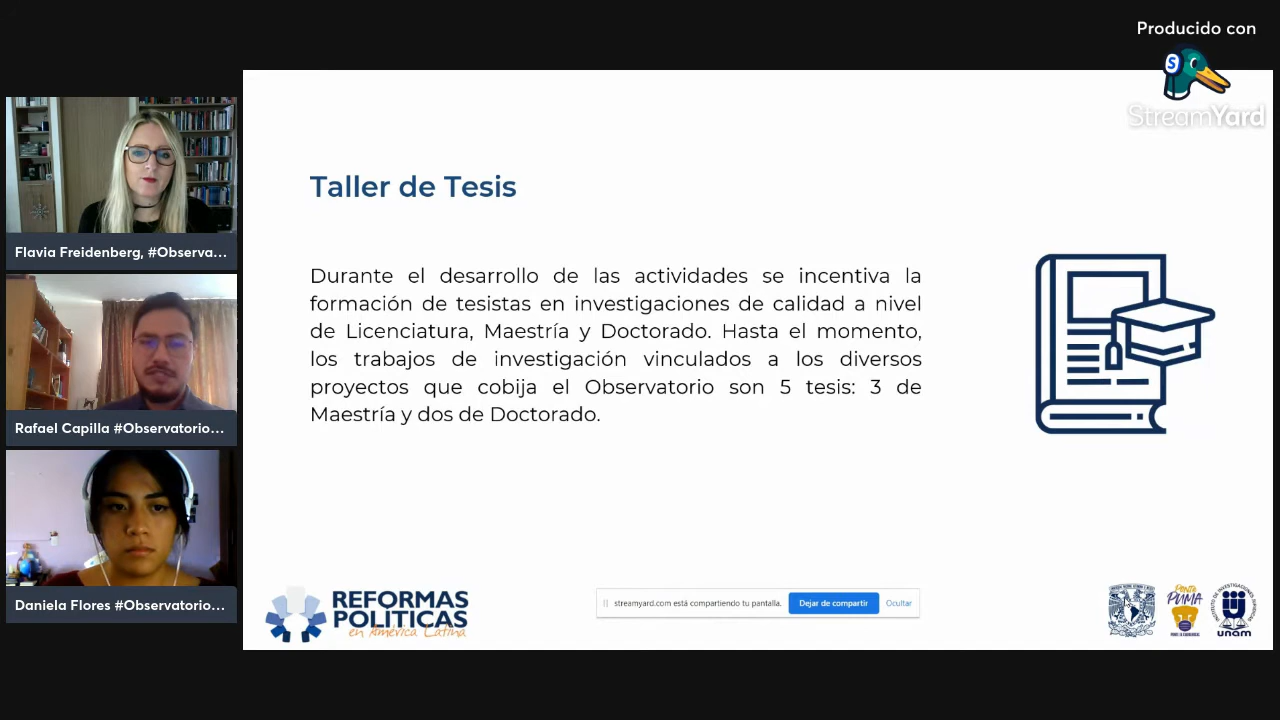 Producido con
StreamYard
Flavia Freidenberg, #Observa...
Rafael Capilla #Observatorio...
Daniela Flores #Observatorio...
Taller de Tesis
Durante el desarrollo de las actividades se incentiva la
formación de tesistas en investigaciones de calidad a nivel
de Licenciatura, Maestría y Doctorado. Hasta el momento,
los trabajos de investigación vinculados a los diversos
proyectos que cobija el Observatorio son 5 tesis: 3 de
Maestría y dos de Doctorado.
REFORMAS
POLÍTICAS
en América Latina
streamyard.com está compartiendo tu pantalla.
Dejar de compartir
Ocultar
PONTE
PUMA
unam